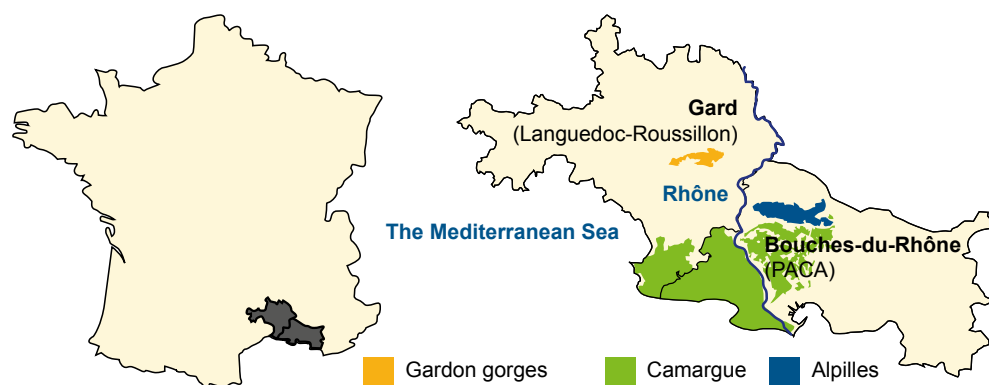 Gard
(Languedoc-Roussillon)
Rhône
The Mediterranean Sea
Bouches-du-Rhône
(PACA)
Gardon gorges
Camargue
Alpilles